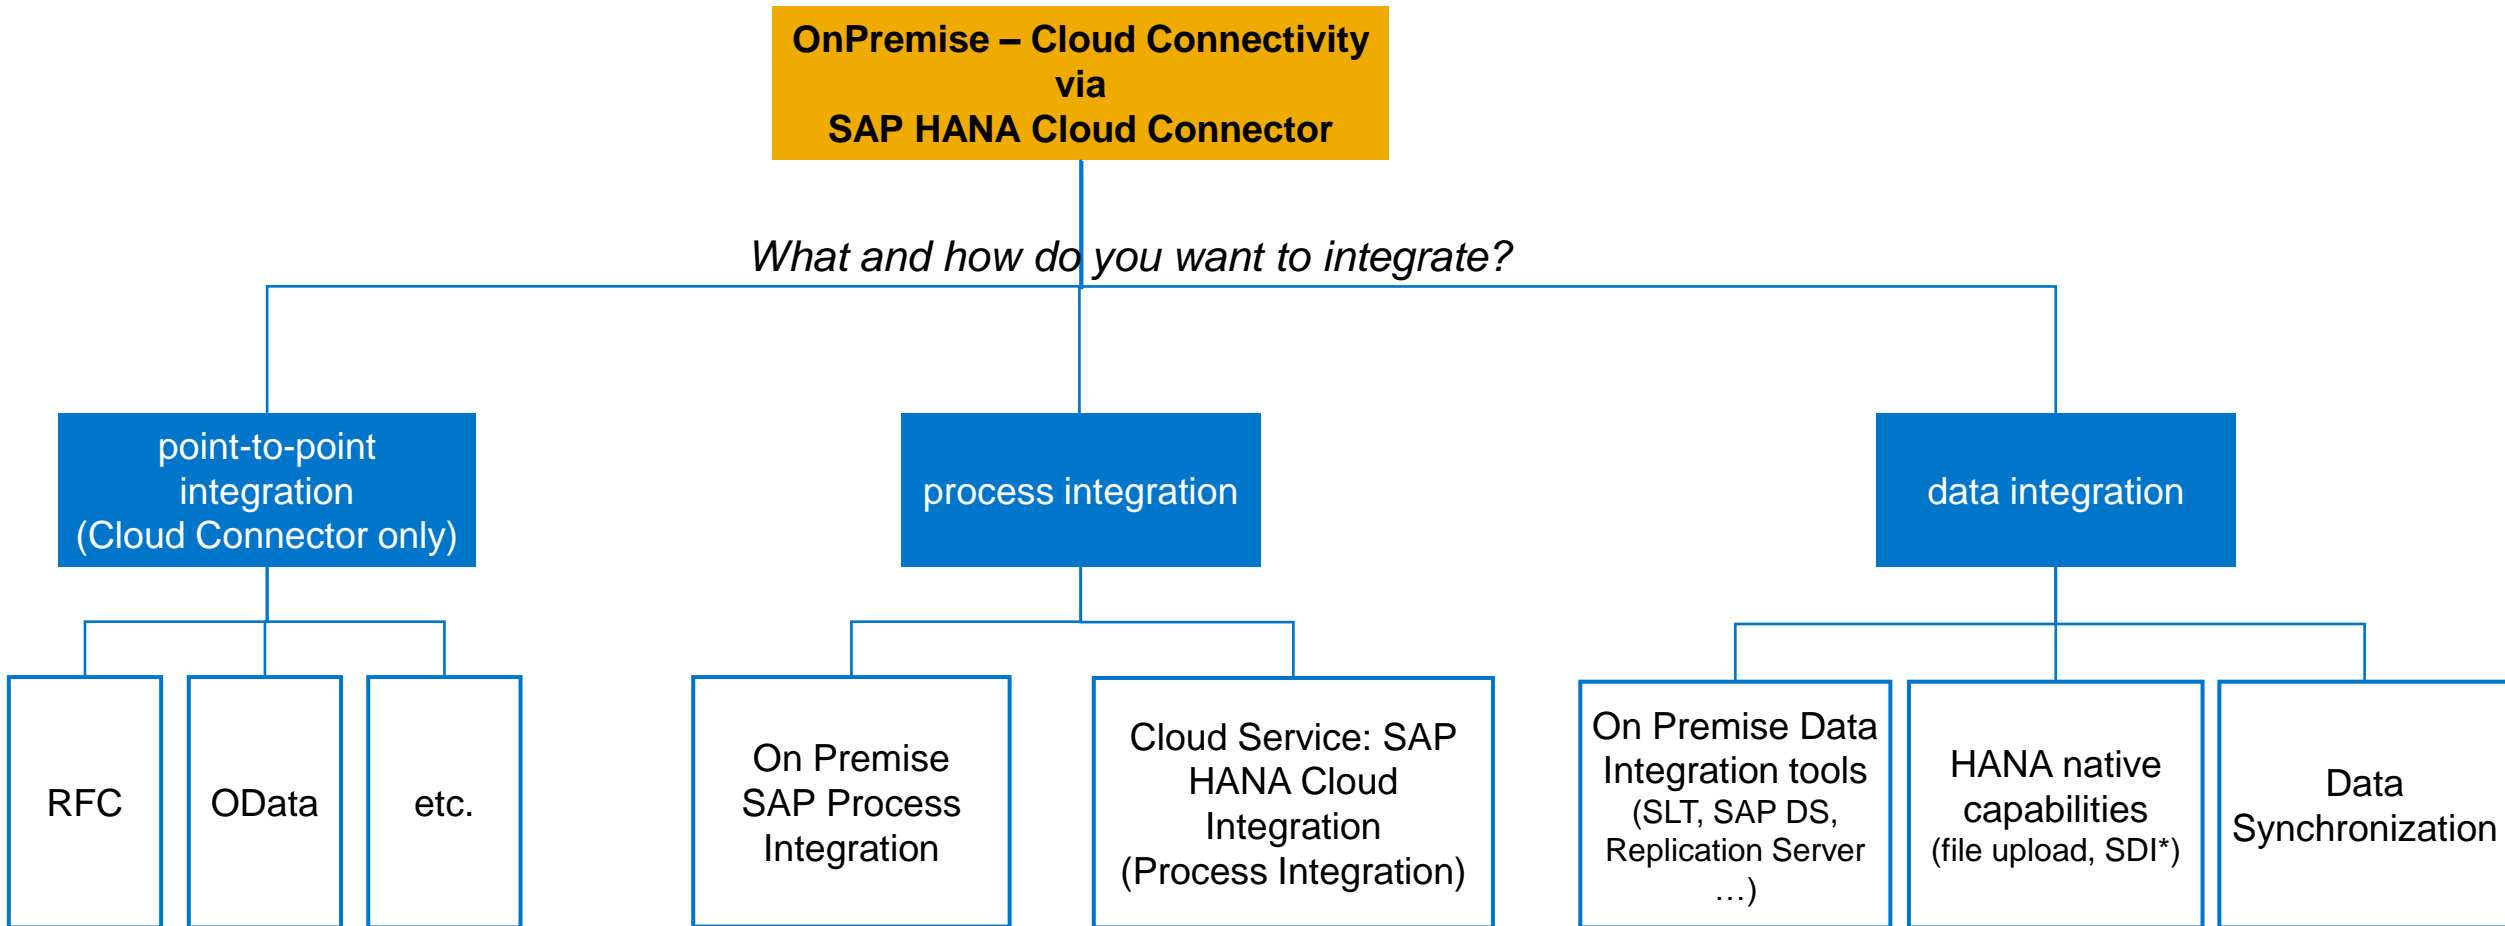 OnPremise – Cloud Connectivity
via
SAP HANA Cloud Connector
What and how do you want to integrate?
point-to-point
integration
(Cloud Connector only)
process integration
data integration
RFC
OData
etc.
On Premise
SAP Process
Integration
Cloud Service: SAP
HANA Cloud
Integration
(Process Integration)
On Premise Data
Integration tools
(SLT, SAP DS,
Replication Server
…)
HANA native
capabilities
(file upload, SDI*)
Data
Synchronization